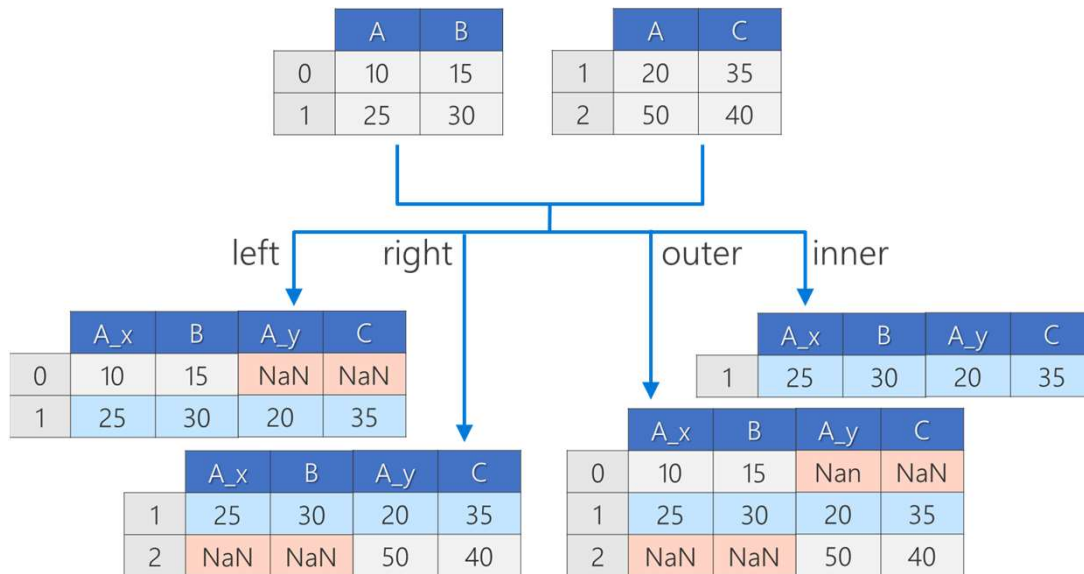 A B
0 10 15
1 25 30
A C
1 20 35
2 50 40
left right outer inner
A_x B A_y C
0 10 15 NaN NaN
1 25 30 20 35
A_x B A_y C
1 25 30 20 35
2 NaN NaN 50 40
A_x B A_y C
0 10 15 Nan NaN
1 25 30 20 35
2 NaN NaN 50 40
A_x B A_y C
1 25 30 20 35